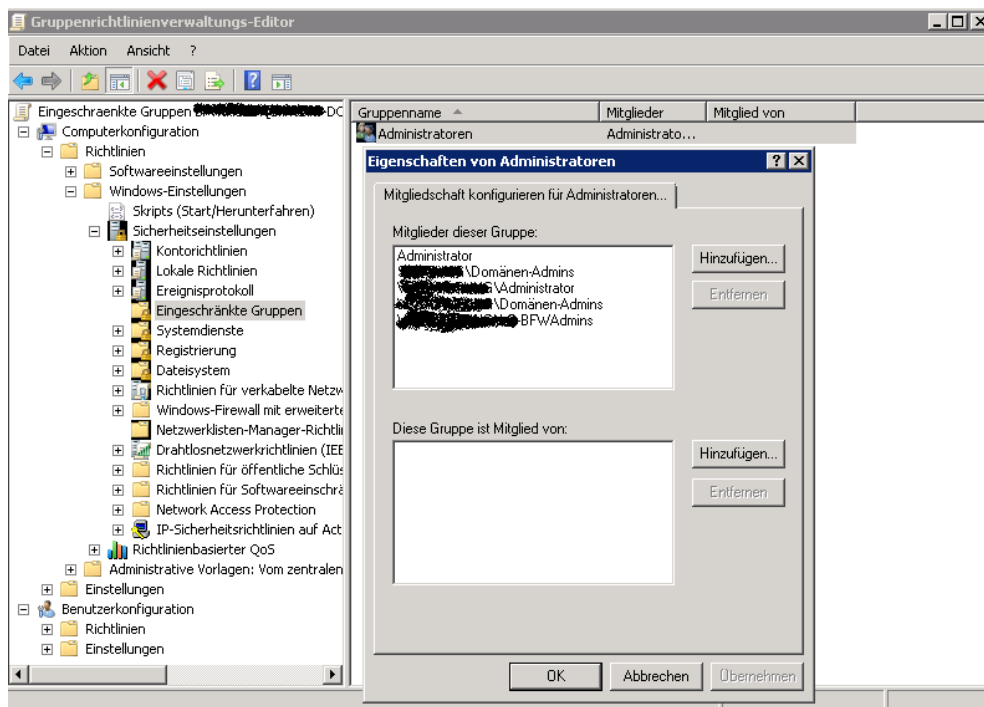 Gruppenrichtlinienverwaltungs-Editor
Datei Aktion Ansicht ?
Eingeschraenkte Gruppen DC
Computerkonfiguration
Richtlinien
Softwareeinstellungen
Windows-Einstellungen
Skripts (Start/Herunterfahren)
Sicherheitseinstellungen
Kontorichtlinien
Lokale Richtlinien
Ereignisprotokoll
Eingeschränkte Gruppen
Systemdienste
Registrierung
Dateisystem
Richtlinien für verkabelte Netzw
Windows-Firewall mit erweiterte
Netzwerklisten-Manager-Richtli
Drahtlosnetzwerkrichtlinien (IEE
Richtlinien für öffentliche Schlüs
Richtlinien für Softwareeinschrä
Network Access Protection
IP-Sicherheitsrichtlinien auf Act
Richtlinienbasierter QoS
Administrative Vorlagen: Vom zentralen
Einstellungen
Benutzerkonfiguration
Richtlinien
Einstellungen
Gruppenname Mitglieder Mitglied von
Administratoren Administrato...
Eigenschaften von Administratoren
Mitgliedschaft konfigurieren für Administratoren...
Mitglieder dieser Gruppe:
Administrator
\Domänen-Admins
\Administrator
\Domänen-Admins
-BFWAdmins
Hinzufügen...
Entfernen
Diese Gruppe ist Mitglied von:
Hinzufügen...
Entfernen
OK Abbrechen Übernehmen